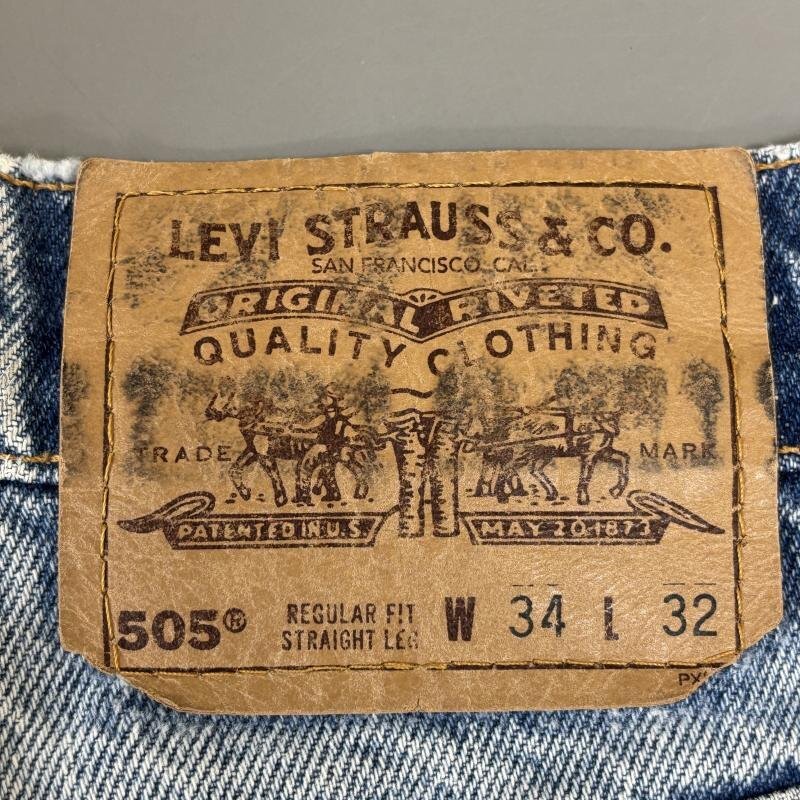 LEVI STRAUSS & CO.
SAN FRANCISCO CAL.
ORIGINAL RIVETED
QUALITY CLOTHING
TRADE MARK
PATENTED IN U.S. MAY 20 1873
505® REGULAR FIT STRAIGHT LEG W 34 L 32